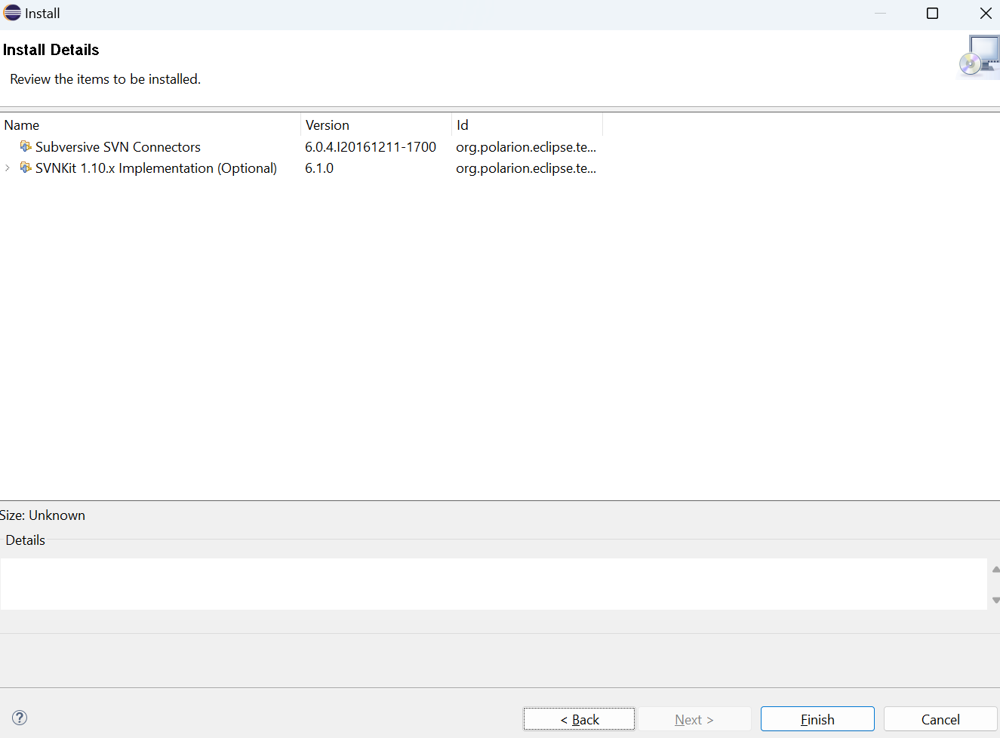 Install
Install Details
Review the items to be installed.
Name Version Id
Subversive SVN Connectors 6.0.4.I20161211-1700 org.polarion.eclipse.te...
SVNKit 1.10.x Implementation (Optional) 6.1.0 org.polarion.eclipse.te...
Size: Unknown
Details
? < Back Next > Finish Cancel